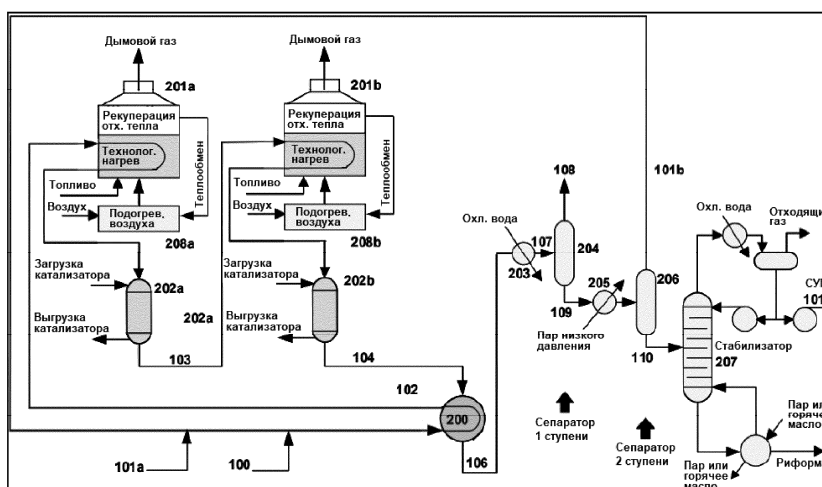 Дымовой газ
Дымовой газ
201a
201b
Рекуперация
отх. тепла
Рекуперация
отх. тепла
Технолог.
нагрев
Технолог.
нагрев
Теплообмен
Теплообмен
Топливо
Топливо
Воздух
Воздух
Подогрев.
воздуха
Подогрев.
воздуха
208a
208b
Загрузка
катализатора
202a
202a
Загрузка
катализатора
202b
Выгрузка
катализатора
Выгрузка
катализатора
103
104
102
200
106
101a
100
108
101b
Охл. вода
107
203
204
109
205
206
Пар низкого
давления
110
Охл. вода
Отходящи
газ
СУ
101
Стабилизатор
207
Сепаратор
1 ступени
Сепаратор
2 ступени
Пар или
горяче
масло
Пар или
горячее
масло
Риформ